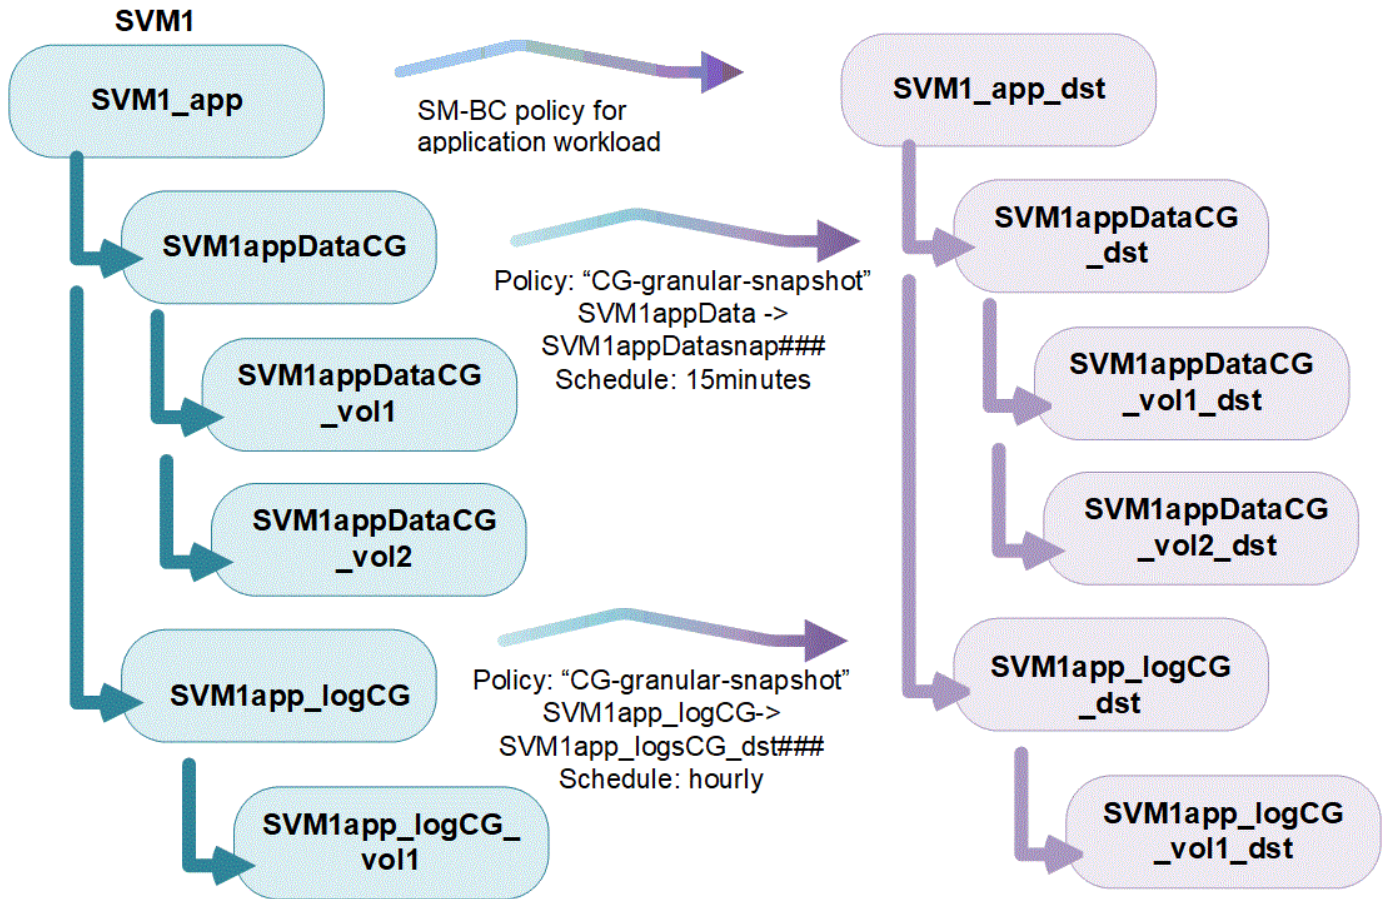 SVM1
SVM1_app
SM-BC policy for
application workload
SVM1_app_dst
SVM1appDataCG
Policy: “CG-granular-snapshot”
SVM1appData ->
SVM1appDatasnap###
Schedule: 15minutes
SVM1appDataCG
_dst
SVM1appDataCG
_vol1
SVM1appDataCG
_vol1_dst
SVM1appDataCG
_vol2
SVM1appDataCG
_vol2_dst
SVM1app_logCG
Policy: “CG-granular-snapshot”
SVM1app_logCG->
SVM1app_logsCG_dst###
Schedule: hourly
SVM1app_logCG
_dst
SVM1app_logCG_
vol1
SVM1app_logCG
_vol1_dst